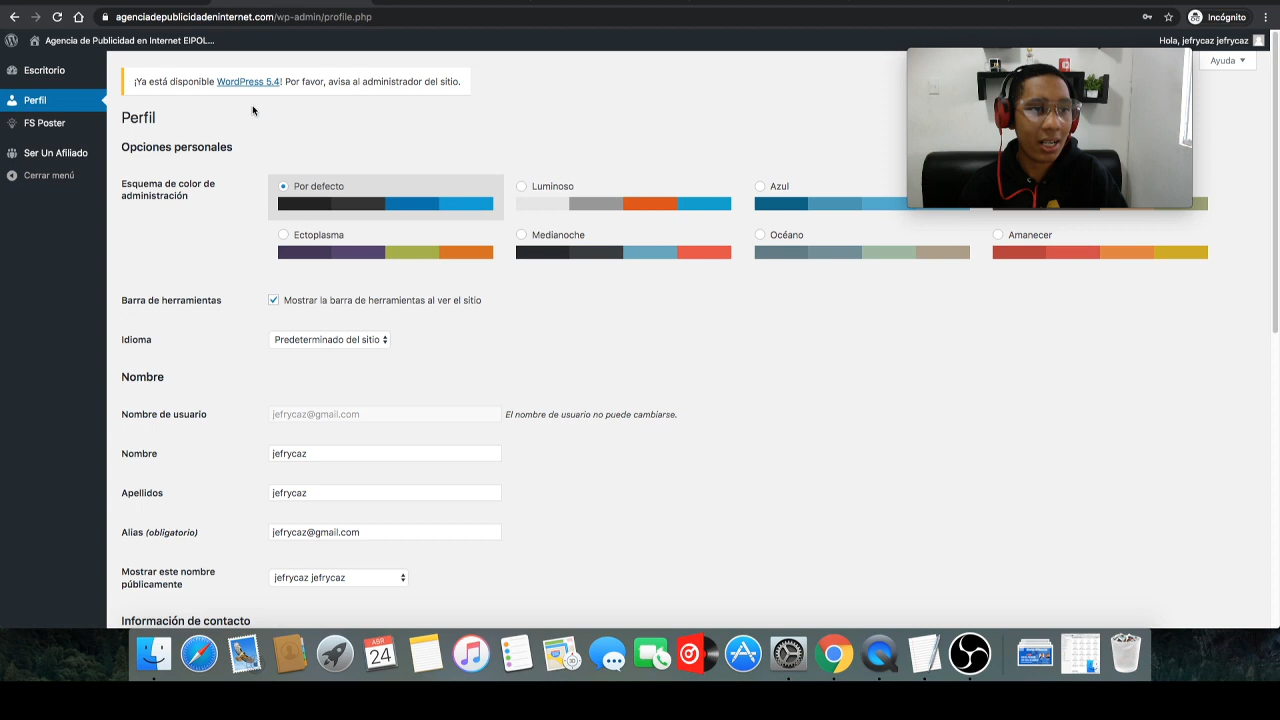 agenciadepublicidadeninternet.com/wp-admin/profile.php
Incógnito
Agencia de Publicidad en Internet EIPOL...
Hola, jefrycaz jefrycaz
Ayuda
Escritorio
Perfil
FS Poster
Ser Un Afiliado
Cerrar menú
¡Ya está disponible WordPress 5.4! Por favor, avisa al administrador del sitio.
Perfil
Opciones personales
Esquema de color de
administración
Por defecto
Luminoso
Azul
Ectoplasma
Medianoche
Océano
Amanecer
Barra de herramientas
Mostrar la barra de herramientas al ver el sitio
Idioma
Predeterminado del sitio
Nombre
Nombre de usuario
jefrycaz@gmail.com
El nombre de usuario no puede cambiarse.
Nombre
jefrycaz
Apellidos
jefrycaz
Alias (obligatorio)
jefrycaz@gmail.com
Mostrar este nombre
públicamente
jefrycaz jefrycaz
Información de contacto
ABR
24
30